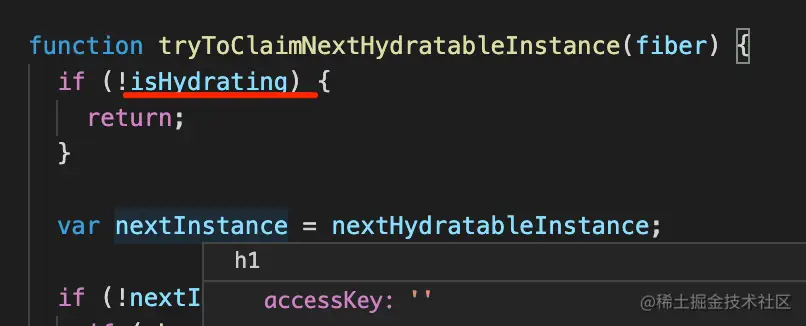 function tryToClaimNextHydratableInstance(fiber) {
if (!isHydrating) {
return;
}
var nextInstance = nextHydratableInstance;
h1
if (!nextI
accessKey: ''
@稀土掘金技术社区